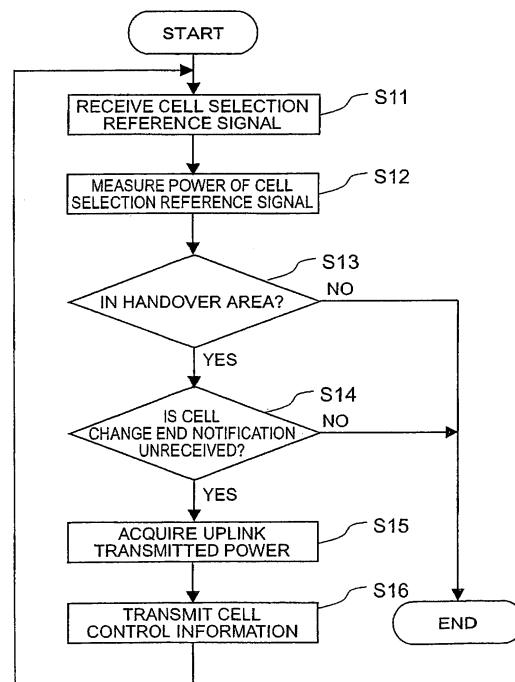 START
RECEIVE CELL SELECTION
REFERENCE SIGNAL
S11
MEASURE POWER OF CELL
SELECTION REFERENCE SIGNAL
S12
S13
IN HANDOVER AREA?
NO
YES
S14
IS CELL
CHANGE END NOTIFICATION
UNRECEIVED?
NO
YES
ACQUIRE UPLINK
TRANSMITTED POWER
S15
TRANSMIT CELL
CONTROL INFORMATION
S16
END